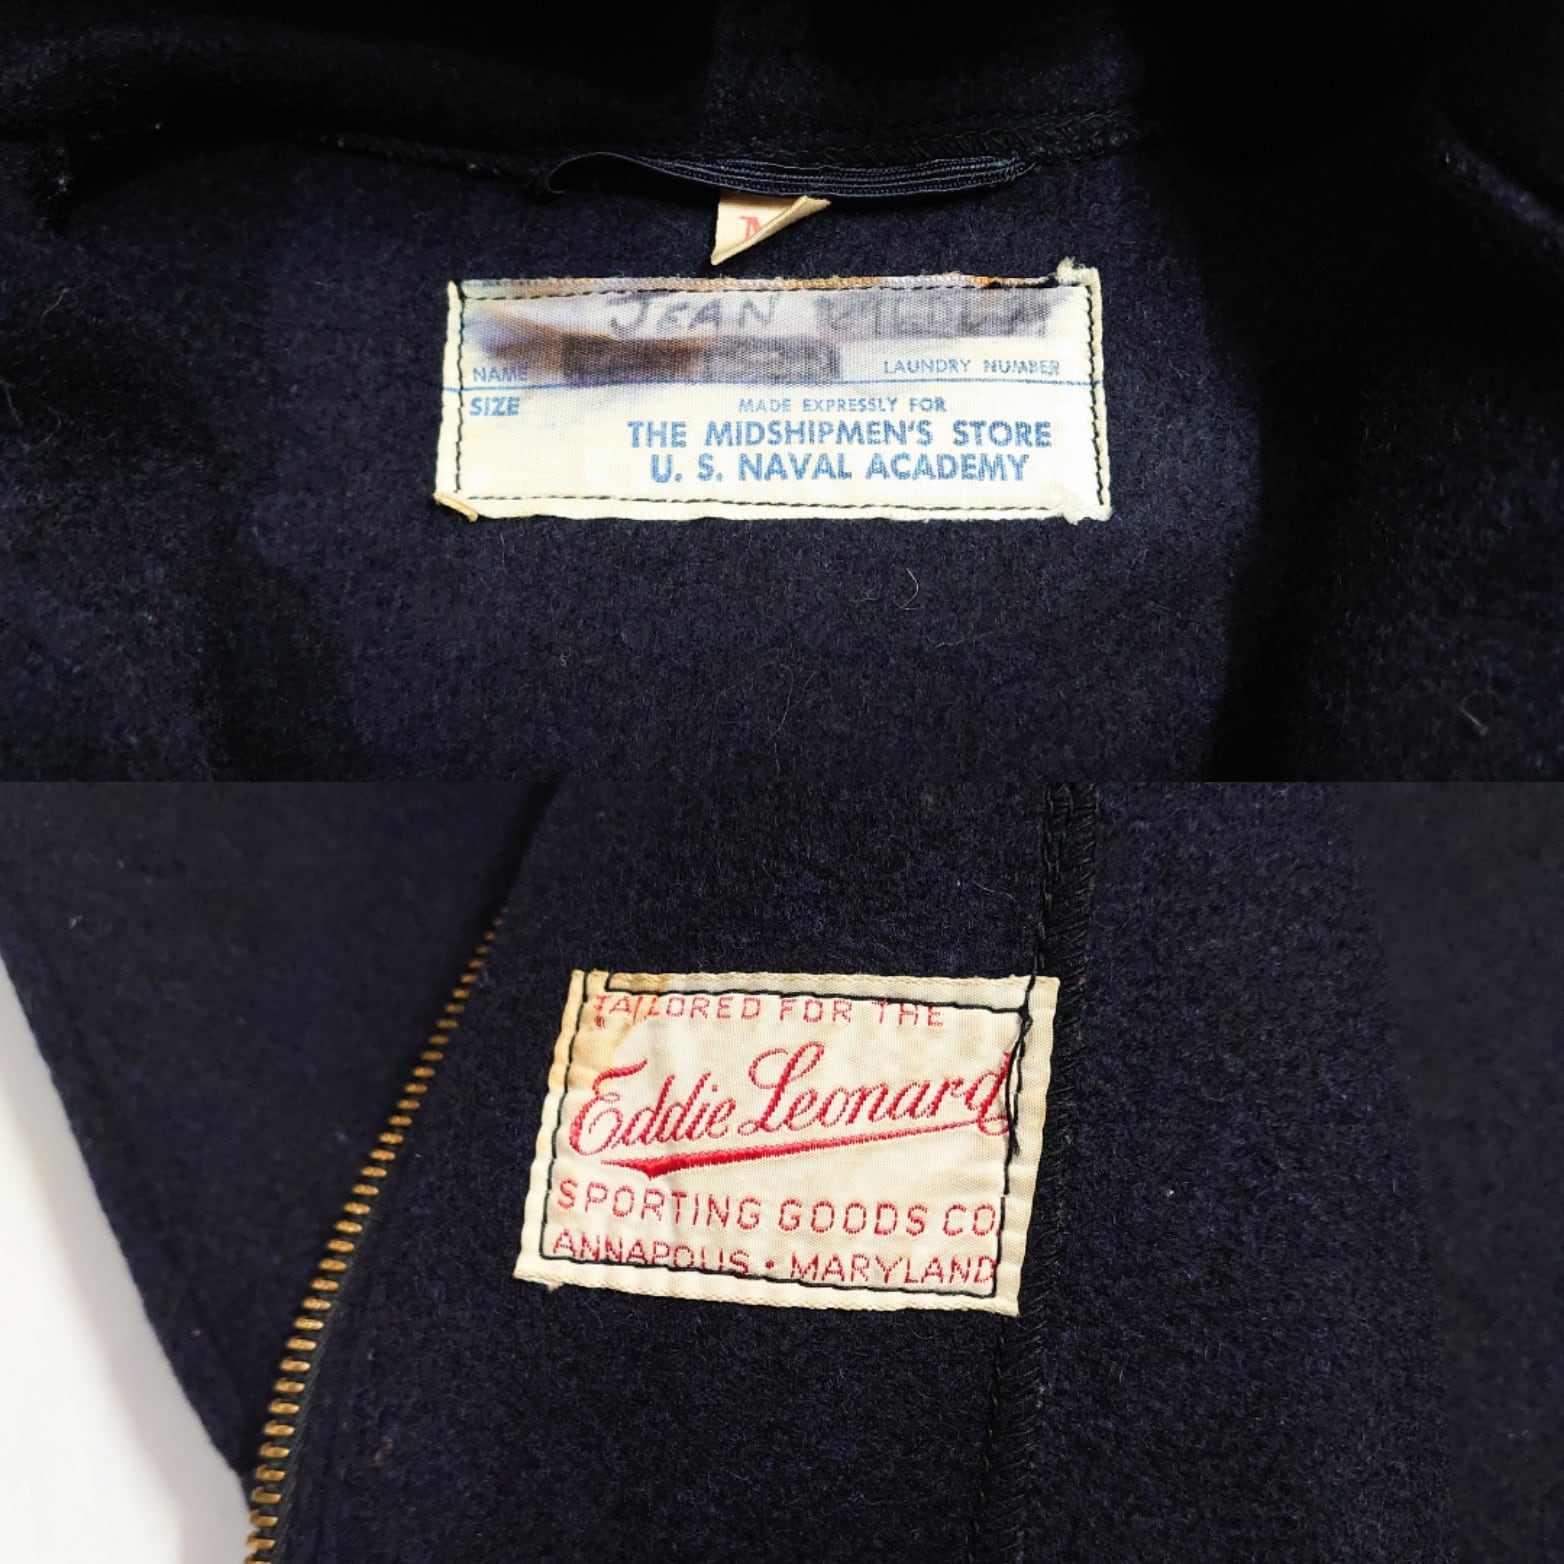 M
JEAN
NAME LAUNDRY NUMBER
SIZE MADE EXPRESSLY FOR
THE MIDSHIPMEN'S STORE
U. S. NAVAL ACADEMY
TAILORED FOR THE
Eddie Leonard
SPORTING GOODS CO
ANNAPOLIS • MARYLAND